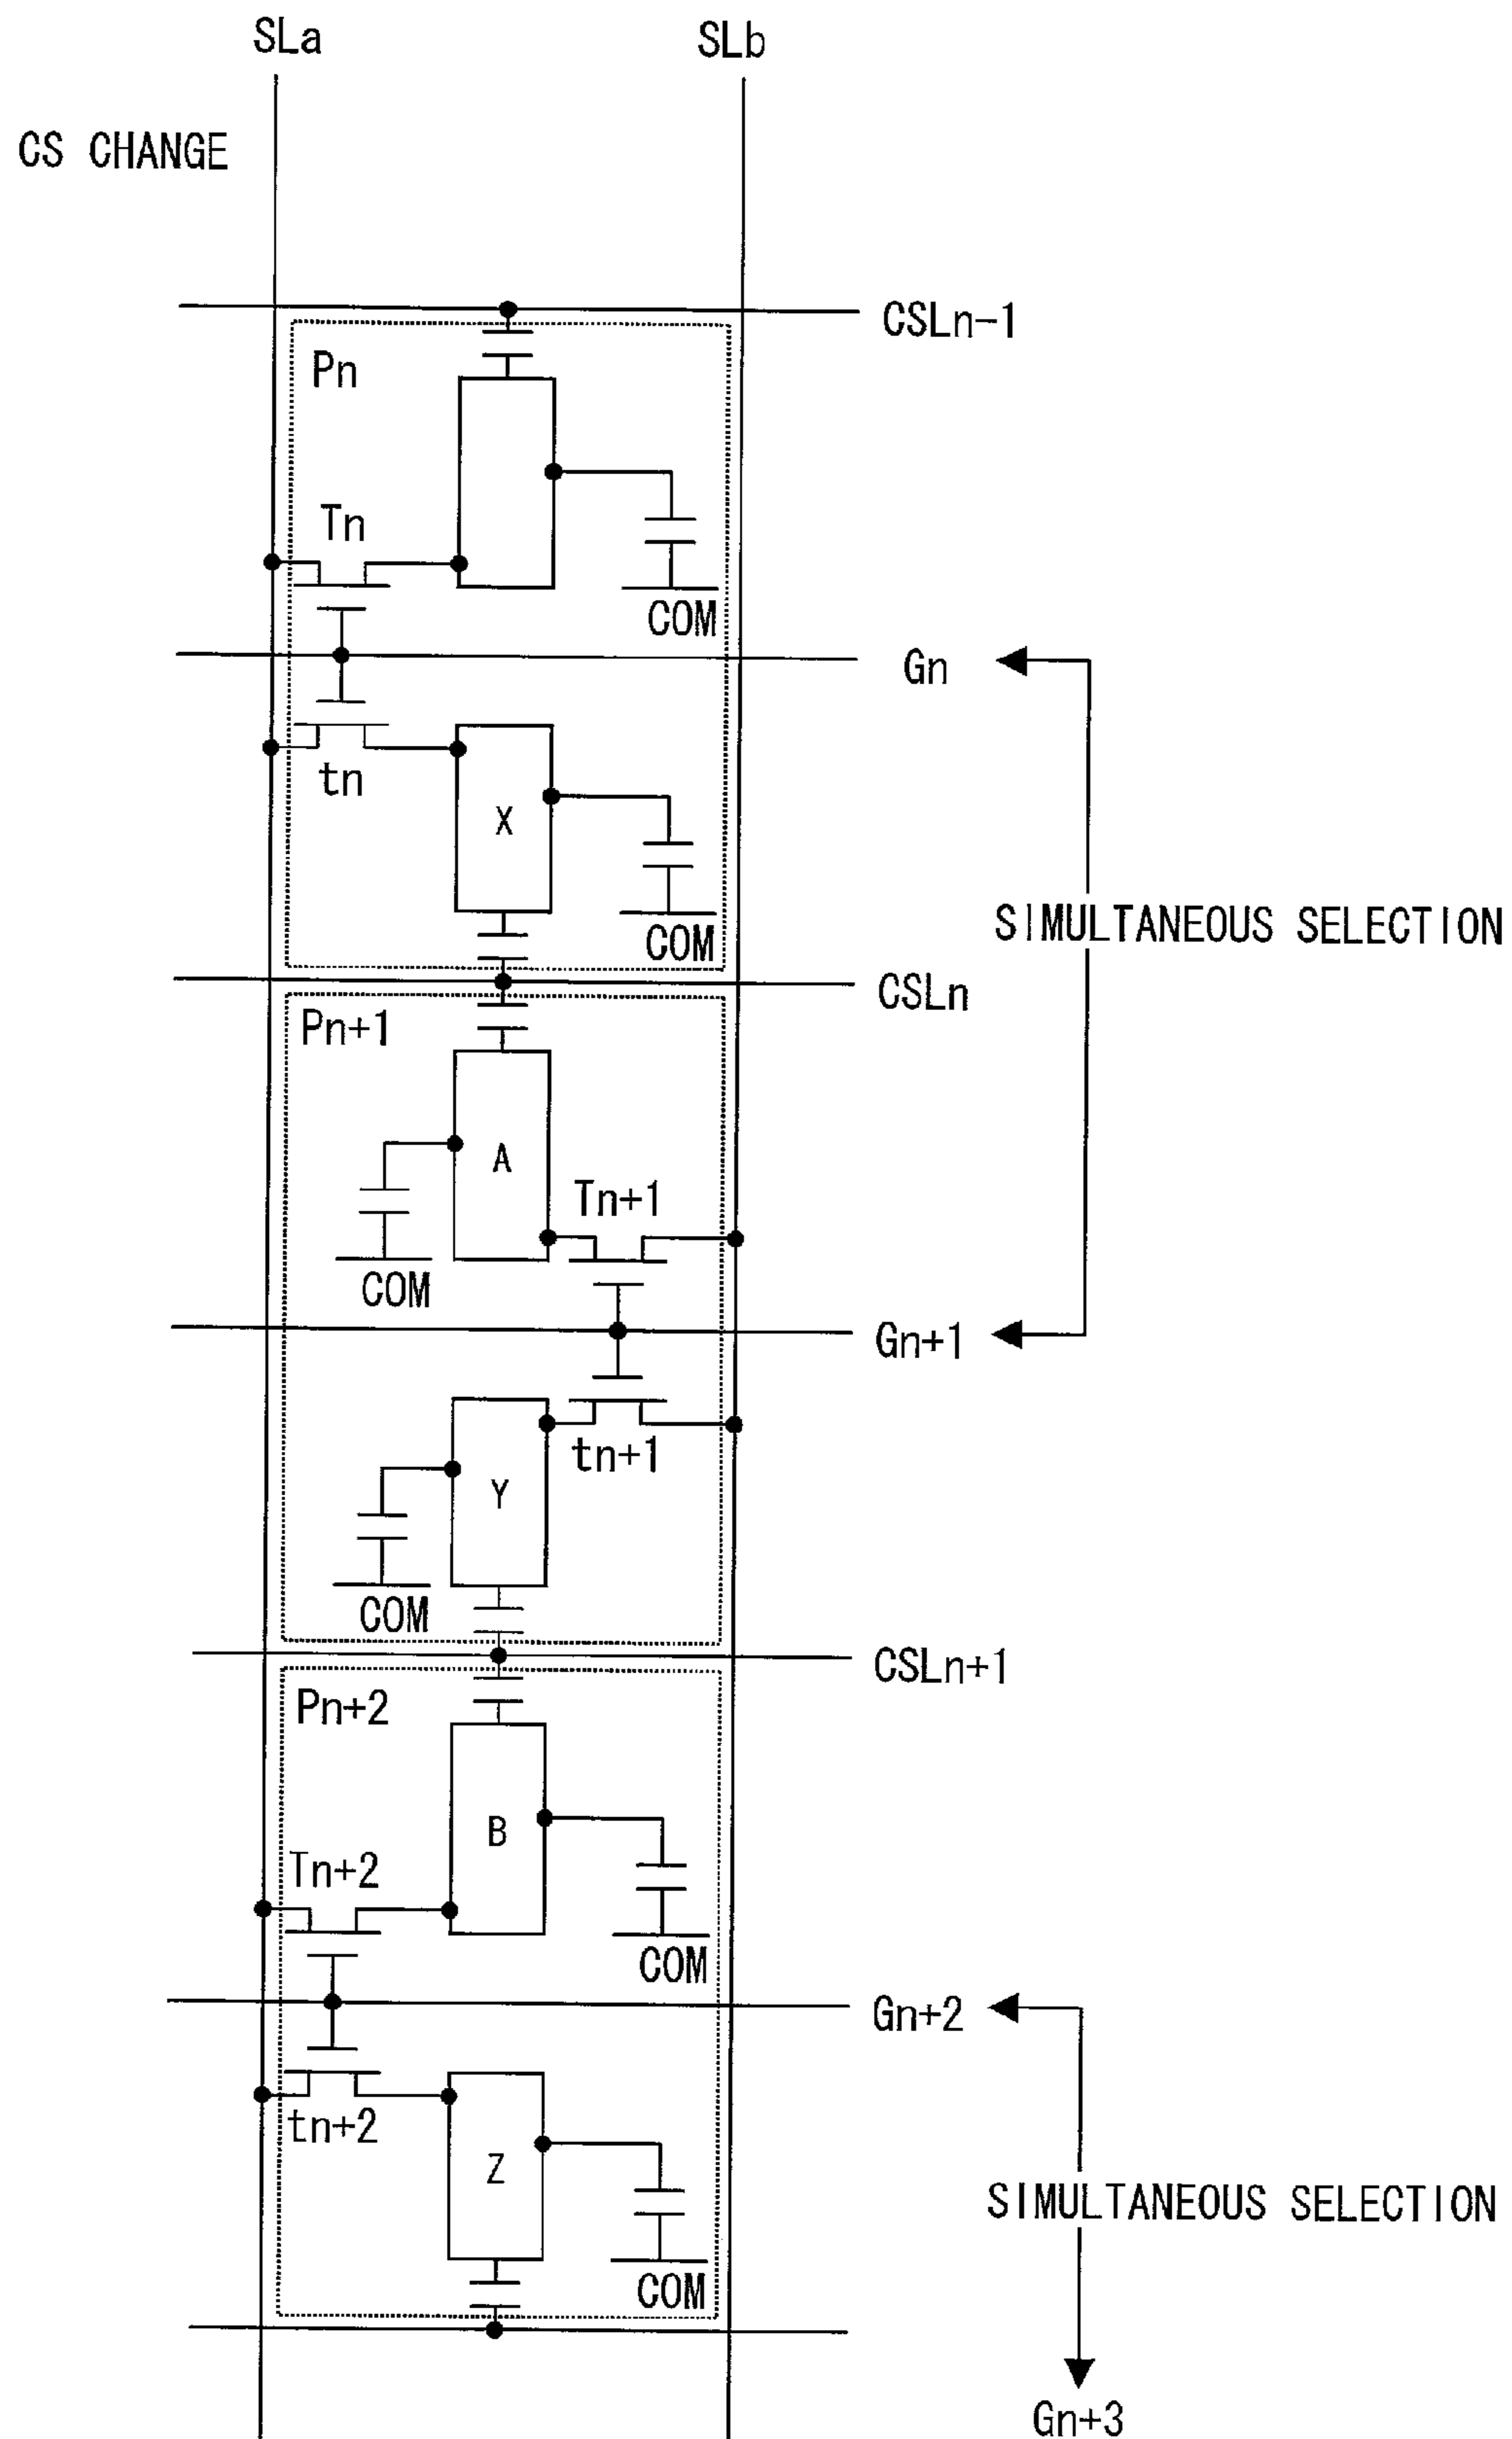 SLa
SLb
CS CHANGE
CSLn-1
Pn
Tn
COM
Gn
tn
X
COM
SIMULTANEOUS SELECTION
CSLn
Pn+1
A
Tn+1
COM
Gn+1
tn+1
Y
COM
CSLn+1
Pn+2
B
Tn+2
COM
Gn+2
tn+2
Z
SIMULTANEOUS SELECTION
COM
Gn+3